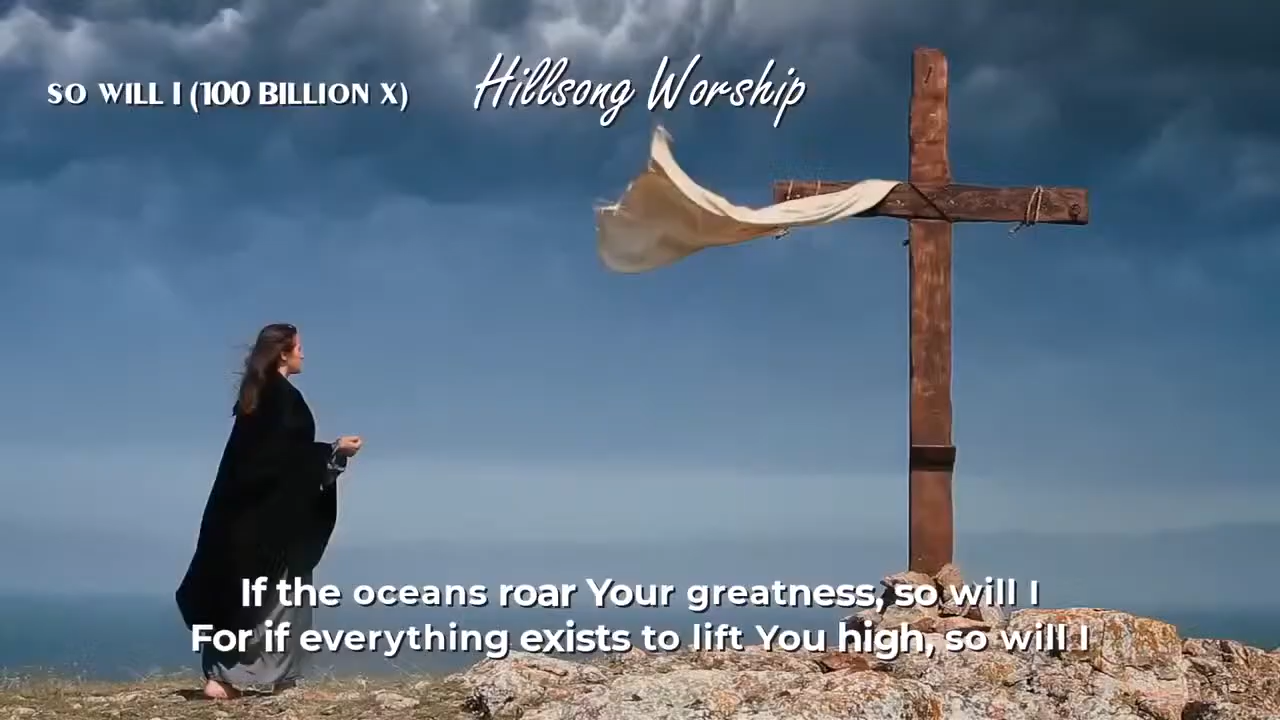 SO WILL I (100 BILLION X)
Hillsong Worship
If the oceans roar Your greatness, so will I
For if everything exists to lift You high, so will I